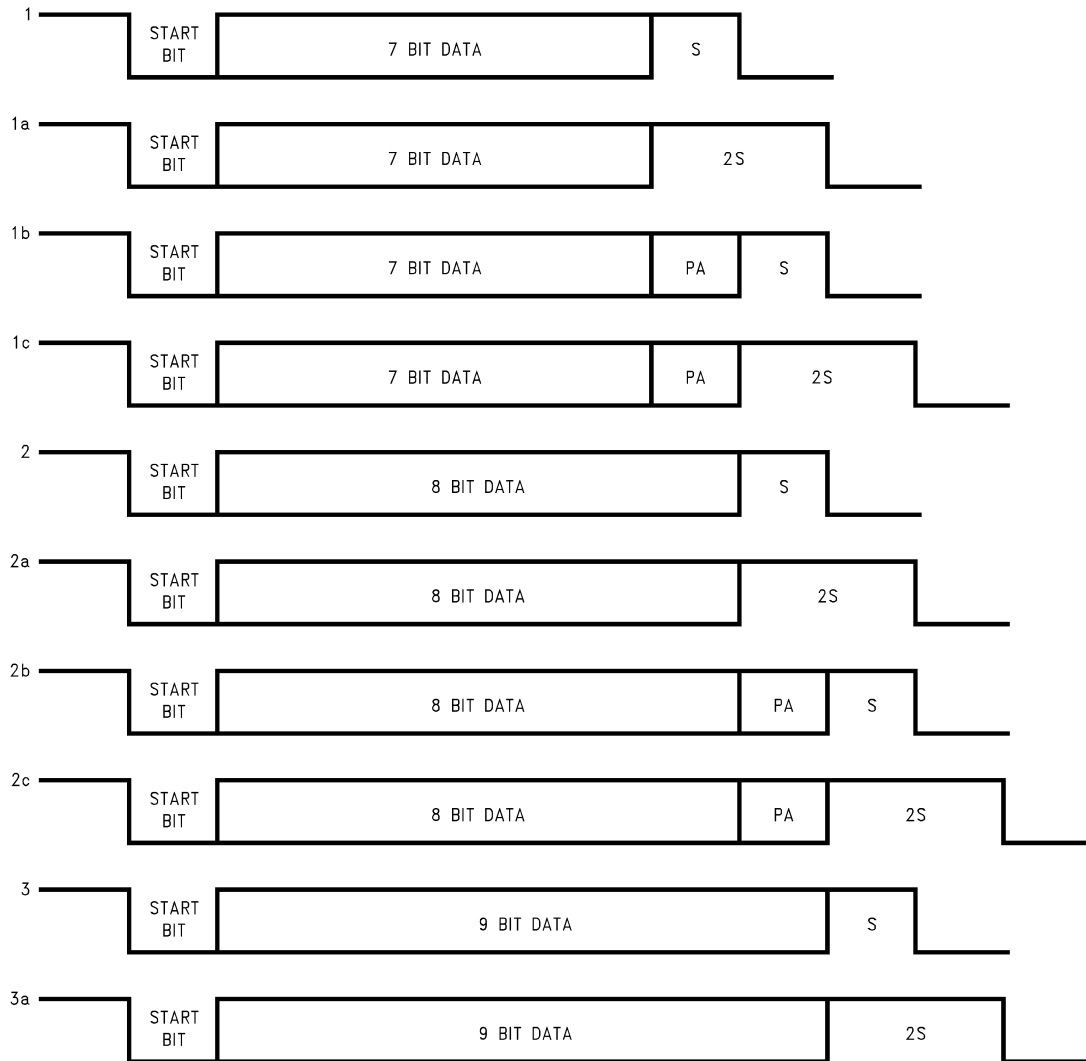 1 START BIT 7 BIT DATA S
1a START BIT 7 BIT DATA 2S
1b START BIT 7 BIT DATA PA S
1c START BIT 7 BIT DATA PA 2S
2 START BIT 8 BIT DATA S
2a START BIT 8 BIT DATA 2S
2b START BIT 8 BIT DATA PA S
2c START BIT 8 BIT DATA PA 2S
3 START BIT 9 BIT DATA S
3a START BIT 9 BIT DATA 2S